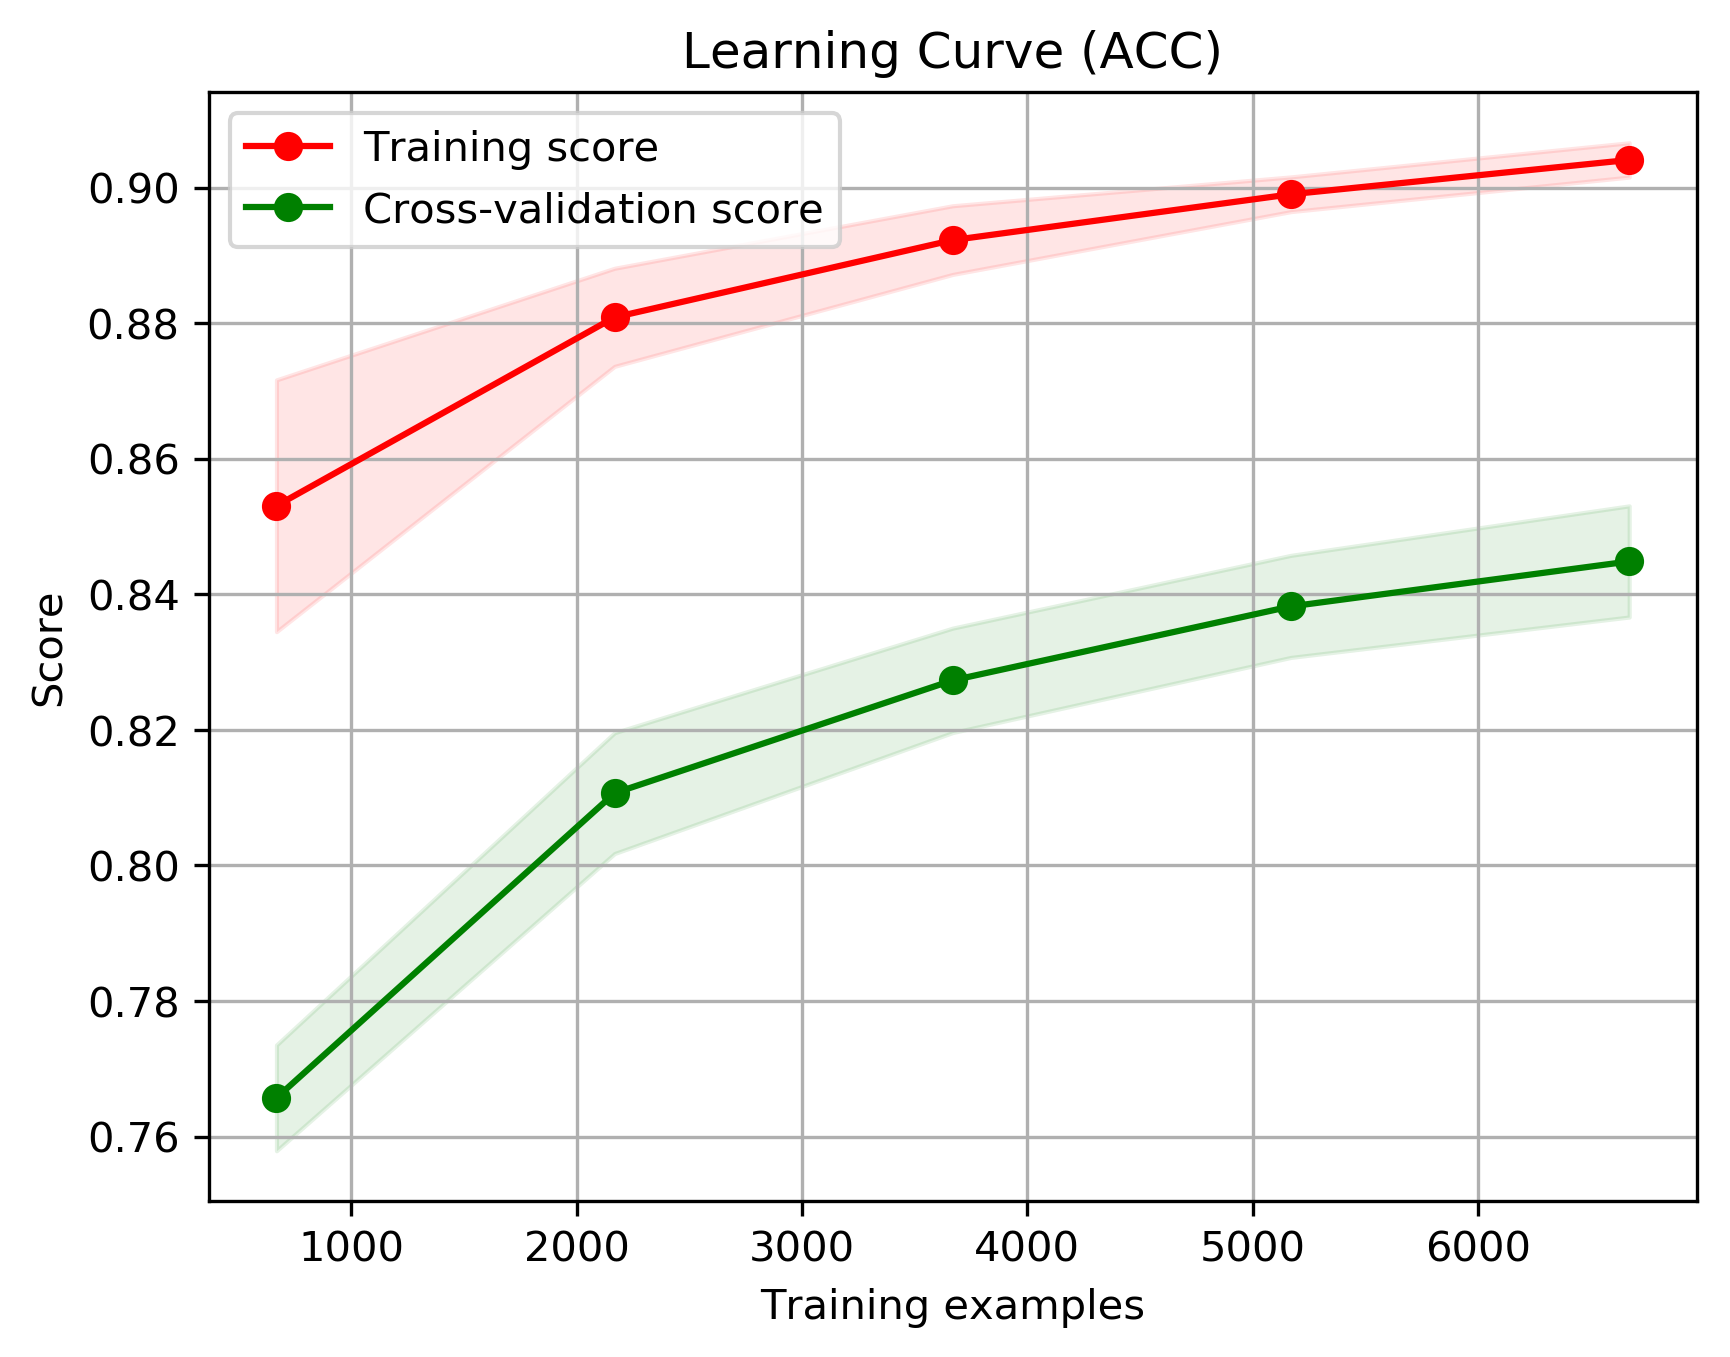 Learning Curve (ACC)
Training score
Cross-validation score
0.90
0.88
0.86
0.84
0.82
0.80
0.78
0.76
Score
1000 2000 3000 4000 5000 6000
Training examples